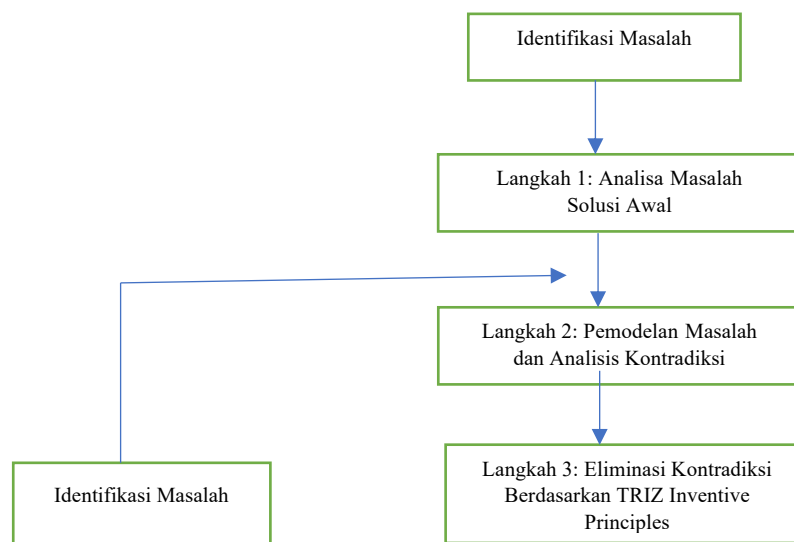 Identifikasi Masalah
Langkah 1: Analisa Masalah
Solusi Awal
Langkah 2: Pemodelan Masalah
dan Analisis Kontradiksi
Identifikasi Masalah
Langkah 3: Eliminasi Kontradiksi
Berdasarkan TRIZ Inventive
Principles